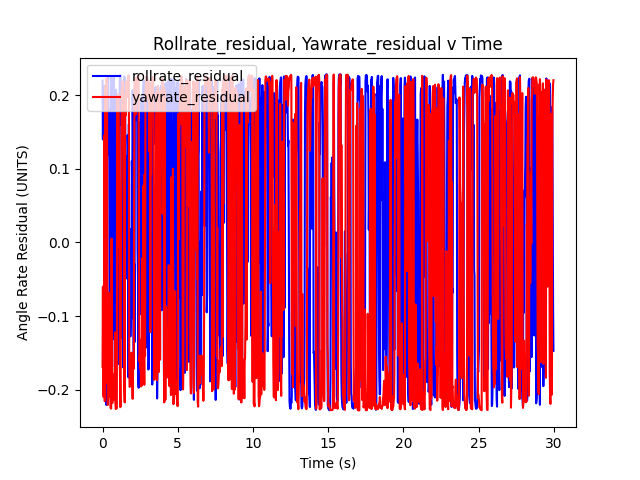 Rollrate_residual, Yawrate_residual v Time
rollrate_residual
yawrate_residual
Angle Rate Residual (UNITS)
0.2
0.1
0.0
−0.1
−0.2
0 5 10 15 20 25 30
Time (s)